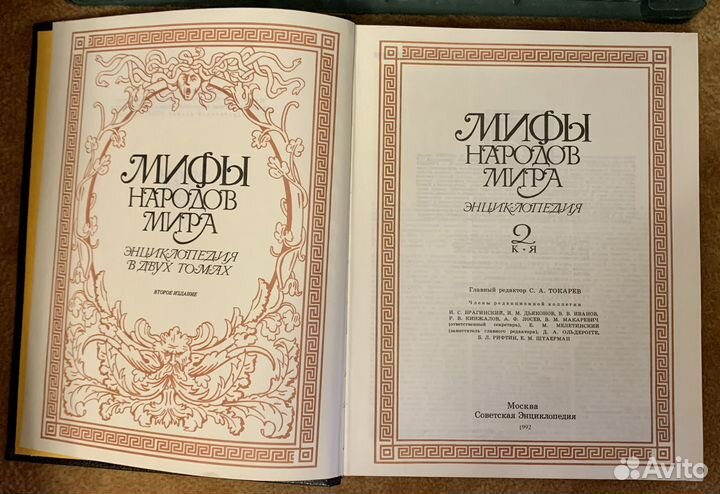 МИФЫ
НАРОДОВ
МИРА
ЭНЦИКЛОПЕДИЯ
В ДВУХ ТОМАХ
ВТОРОЕ ИЗДАНИЕ
МИФЫ
НАРОДОВ
МИРА
ЭНЦИКЛОПЕДИЯ
2
К • Я
Главный редактор С. А. ТОКАРЕВ
Члены редакционной коллегии
И. С. БРАГИНСКИЙ, И. М. ДЬЯКОНОВ, В. В. ИВАНОВ,
Р. В. КИНЖАЛОВ, А. Ф. ЛОСЕВ, В. М. МАКАРЕВИЧ
(ответственный секретарь), Е. М. МЕЛЕТИНСКИЙ
(заместитель главного редактора), Д. А. ОЛЬДЕРОГГЕ,
Б. Л. РИФТИН, Е. М. ШТАЕРМАН
Москва
Советская Энциклопедия
1992
Avito